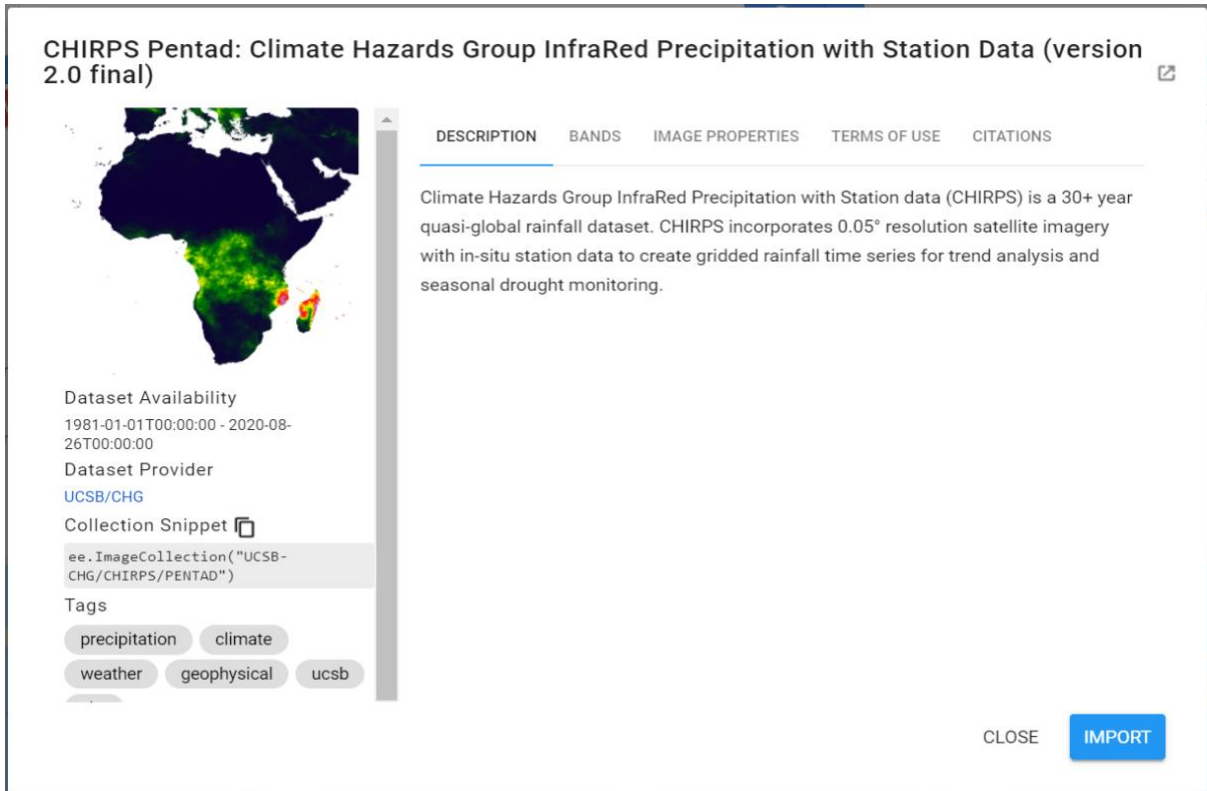 CHIRPS Pentad: Climate Hazards Group InfraRed Precipitation with Station Data (version
2.0 final)
DESCRIPTION BANDS IMAGE PROPERTIES TERMS OF USE CITATIONS
Climate Hazards Group InfraRed Precipitation with Station data (CHIRPS) is a 30+ year
quasi-global rainfall dataset. CHIRPS incorporates 0.05° resolution satellite imagery
with in-situ station data to create gridded rainfall time series for trend analysis and
seasonal drought monitoring.
Dataset Availability
1981-01-01T00:00:00 - 2020-08-
26T00:00:00
Dataset Provider
UCSB/CHG
Collection Snippet
ee.ImageCollection("UCSB-
CHG/CHIRPS/PENTAD")
Tags
precipitation climate
weather geophysical ucsb
CLOSE IMPORT